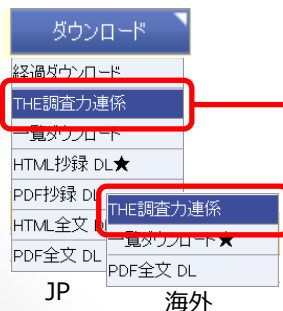 ダウンロード
経過ダウンロード
THE調査力連係
一覧ダウンロード
HTML抄録 DL★
PDF抄録 DL
HTML全文 DL
PDF全文 DL
JP
THE調査力連係
一覧ダウンロード★
PDF全文 DL
海外